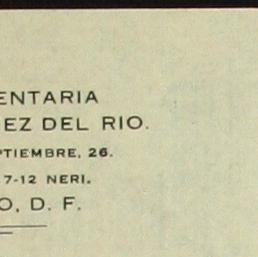 ENTARIA
EZ DEL RIO.
PTIEMBRE, 26.
7-12 NERI.
O, D. F.